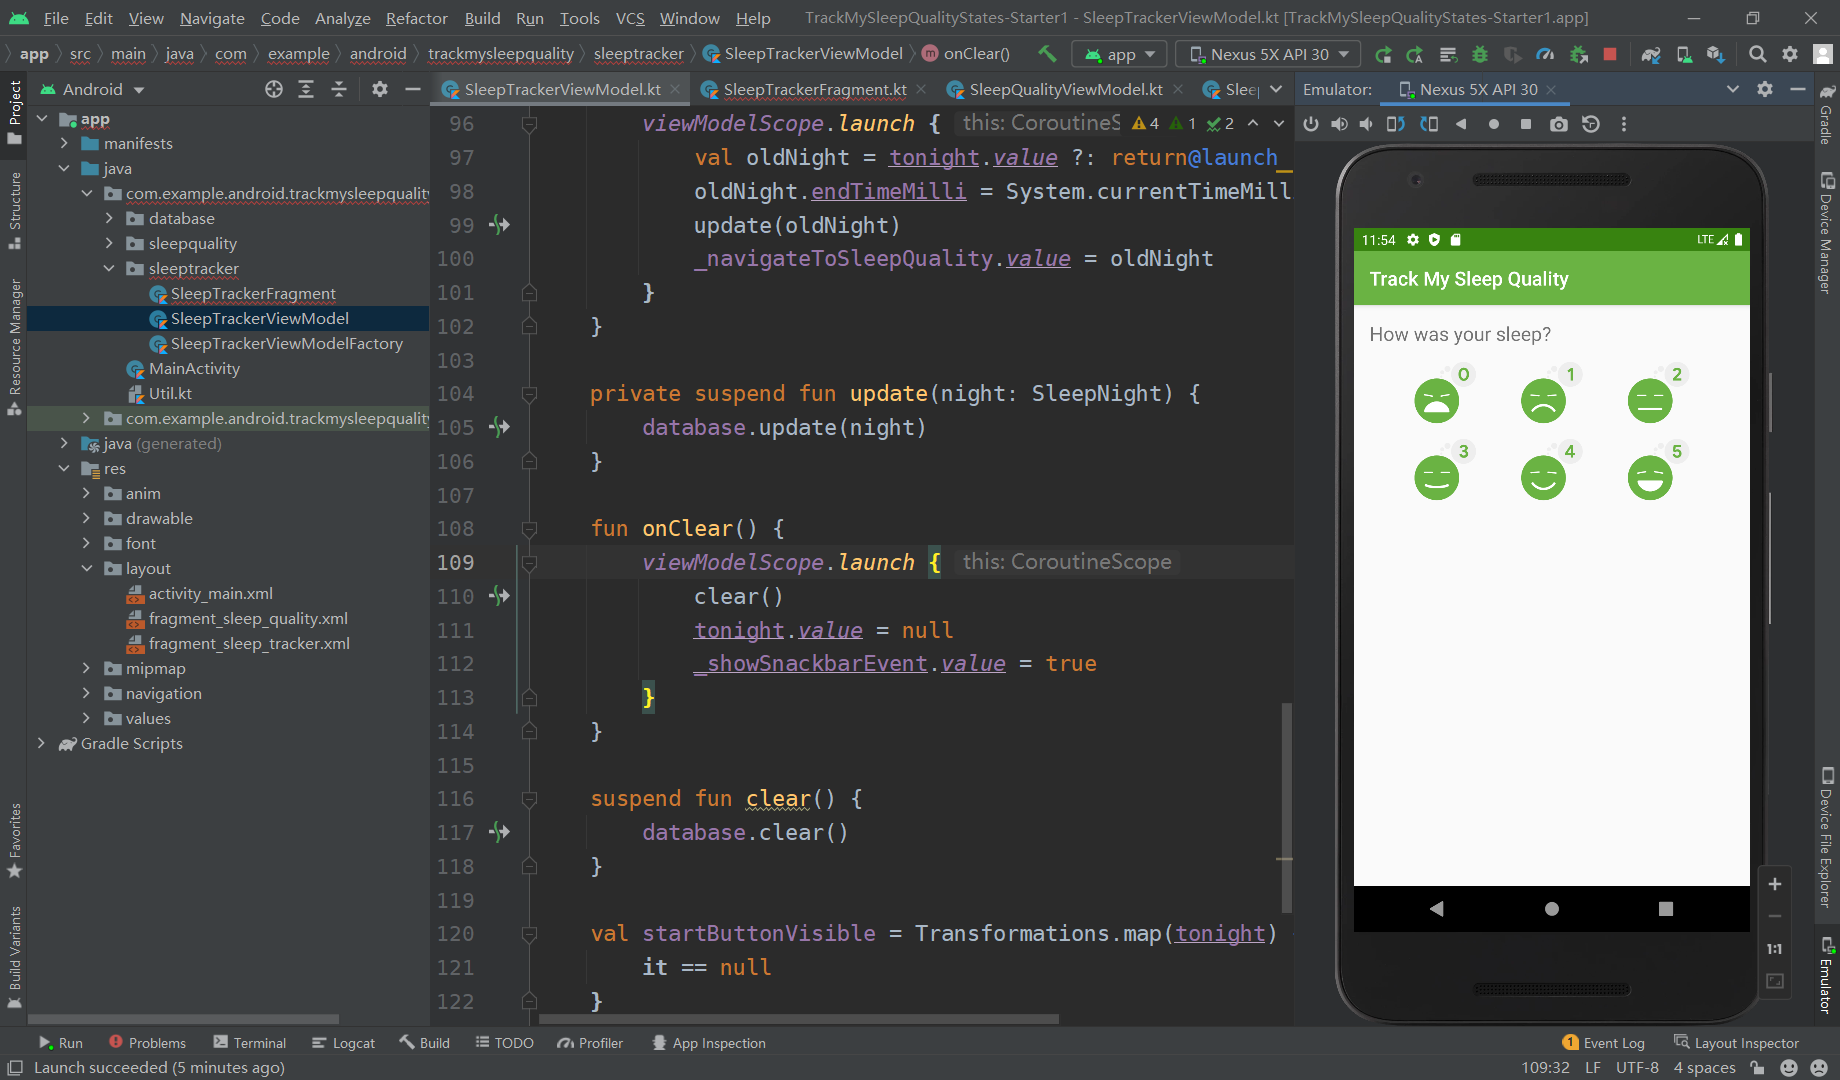 File Edit View Navigate Code Analyze Refactor Build Run Tools VCS Window Help TrackMySleepQualityStates-Starter1 - SleepTrackerViewModel.kt [TrackMySleepQualityStates-Starter1.app]
app src main java com example android trackmysleepquality sleeptracker SleepTrackerViewModel onClear() app Nexus 5X API 30
Project
Structure
Resource Manager
Favorites
Build Variants
Android
app
manifests
java
com.example.android.trackmysleepquality
database
sleepquality
sleeptracker
SleepTrackerFragment
SleepTrackerViewModel
SleepTrackerViewModelFactory
MainActivity
Util.kt
com.example.android.trackmysleepquality
java (generated)
res
anim
drawable
font
layout
activity_main.xml
fragment_sleep_quality.xml
fragment_sleep_tracker.xml
mipmap
navigation
values
Gradle Scripts
SleepTrackerViewModel.kt SleepTrackerFragment.kt SleepQualityViewModel.kt Slee
96 viewModelScope.launch { this: CoroutineS 4 1 2
97 val oldNight = tonight.value ?: return@launch
98 oldNight.endTimeMilli = System.currentTimeMill
99 update(oldNight)
100 _navigateToSleepQuality.value = oldNight
101 }
102 }
103
104 private suspend fun update(night: SleepNight) {
105 database.update(night)
106 }
107
108 fun onClear() {
109 viewModelScope.launch { this: CoroutineScope
110 clear()
111 tonight.value = null
112 _showSnackbarEvent.value = true
113 }
114 }
115
116 suspend fun clear() {
117 database.clear()
118 }
119
120 val startButtonVisible = Transformations.map(tonight)
121 it == null
122 }
Emulator: Nexus 5X API 30
11:54 LTE
Track My Sleep Quality
How was your sleep?
0 1 2
3 4 5
1:1
Gradle
Device Manager
Device File Explorer
Emulator
Run Problems Terminal Logcat Build TODO Profiler App Inspection 1 Event Log Layout Inspector
Launch succeeded (5 minutes ago) 109:32 LF UTF-8 4 spaces